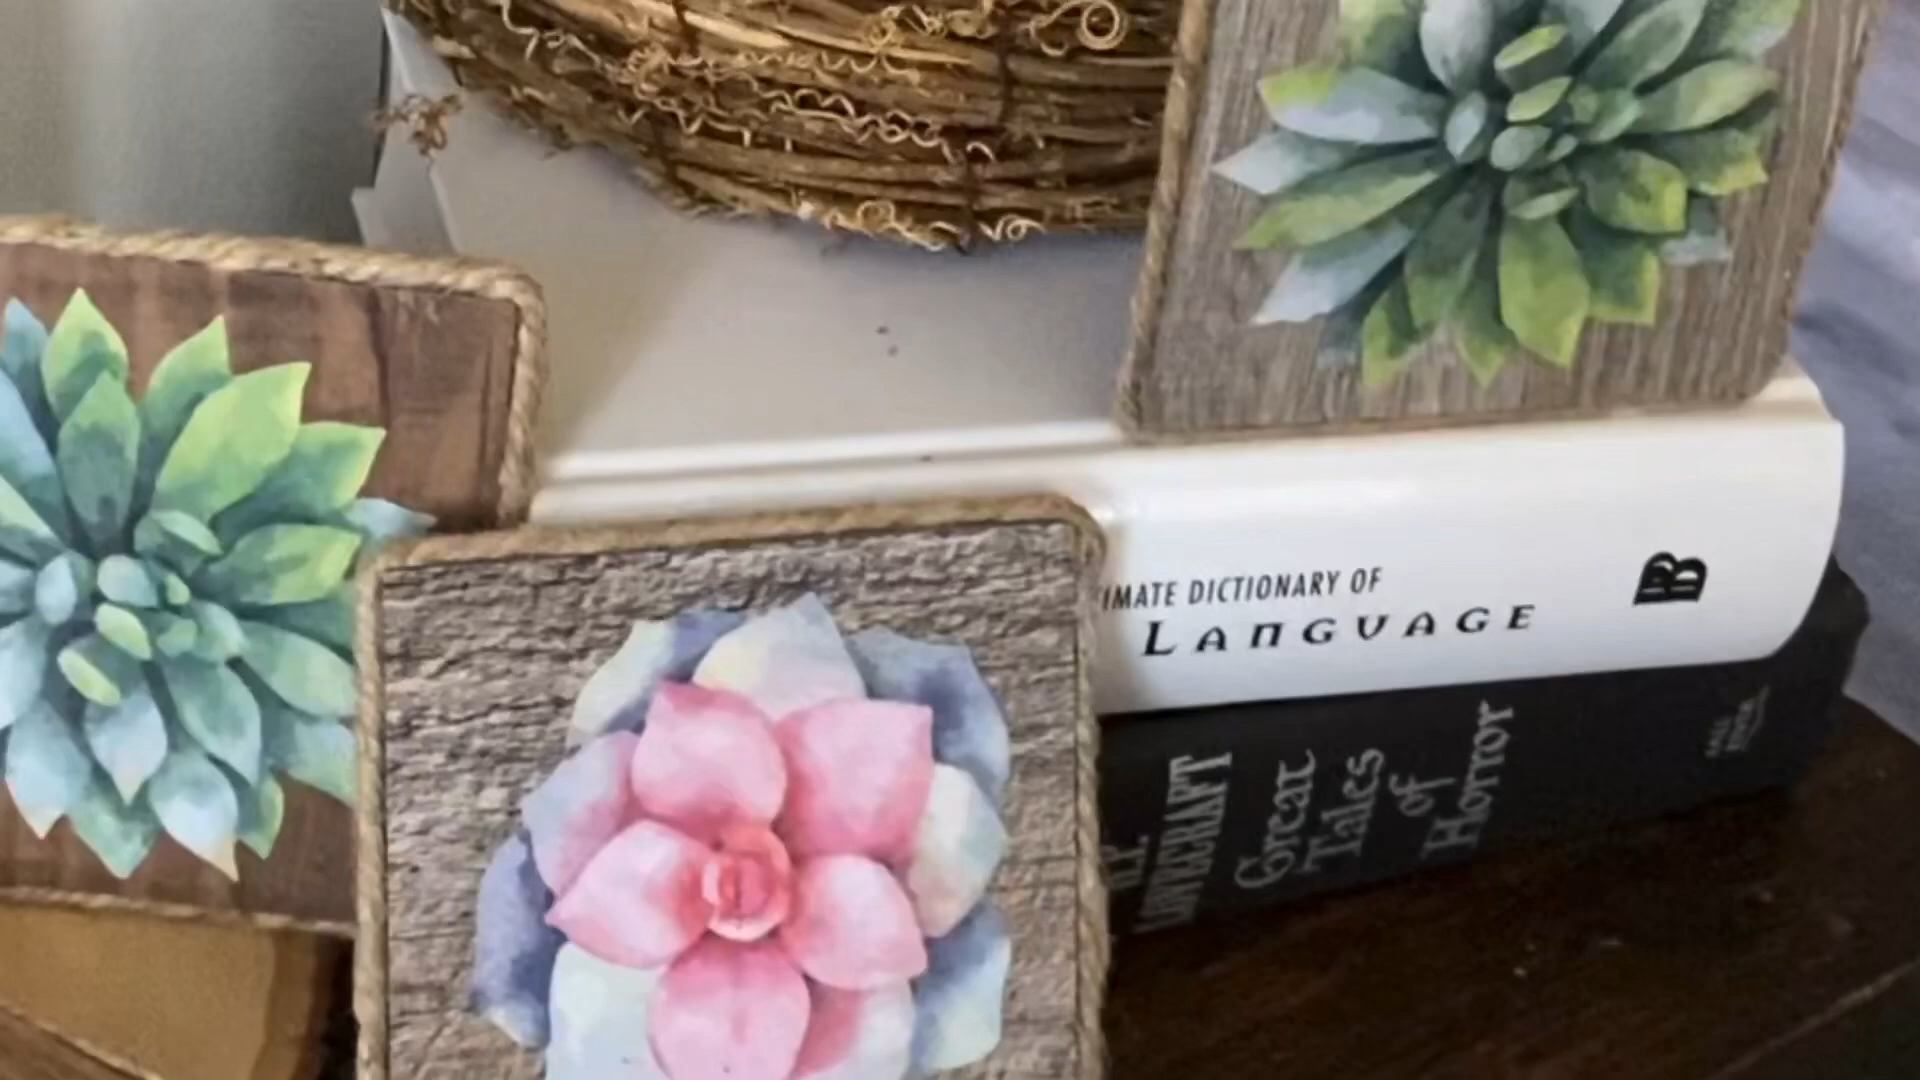 IMATE DICTIONARY OF
LANGUAGE
B
H.P.
LOVECRAFT
Great
Tales
of
Horror